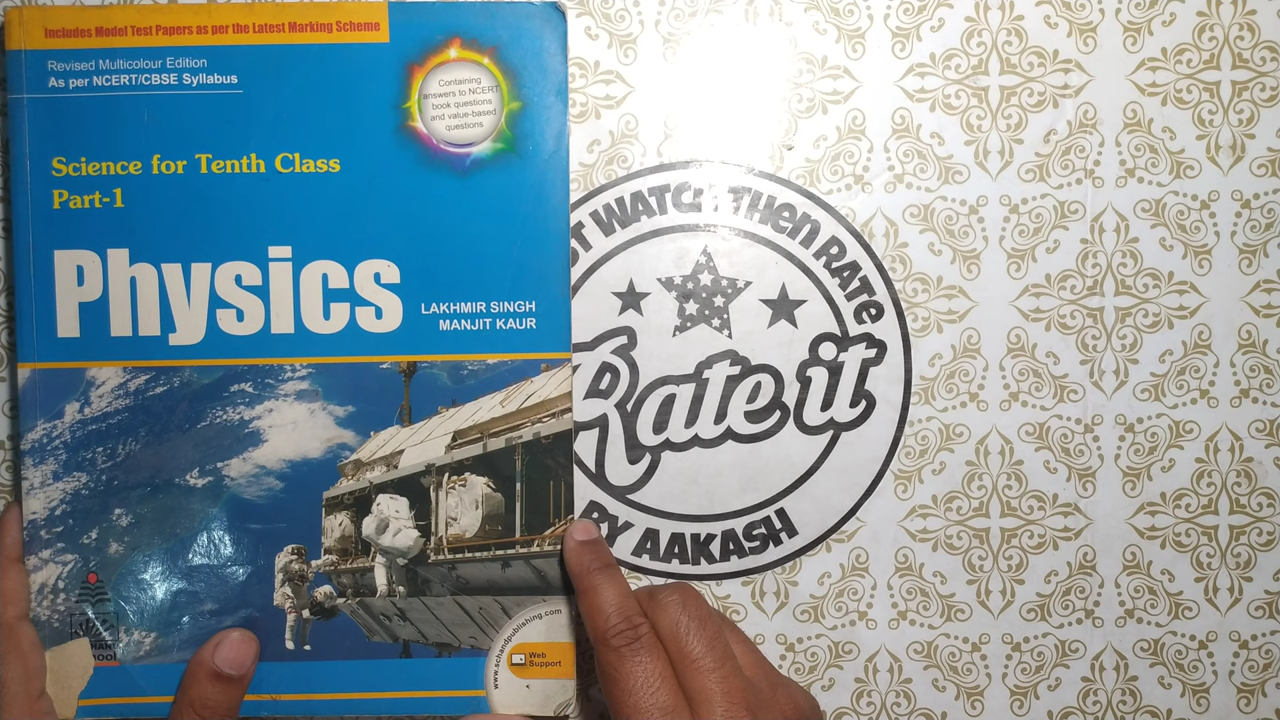 Includes Model Test Papers as per the Latest Marking Scheme
Revised Multicolour Edition
As per NCERT/CBSE Syllabus
Containing
answers to NCERT
book questions
and value-based
questions
Science for Tenth Class
Part-1
Physics
LAKHMIR SINGH
MANJIT KAUR
www.schandpublishing.com
Web
Support
THEN RATE
Rate it
BY AAKASH